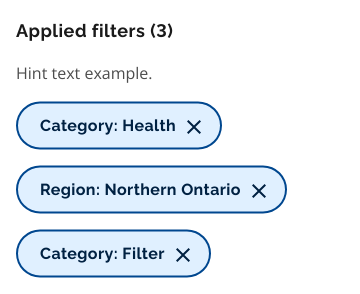 Applied filters (3)
Hint text example.
Category: Health
Region: Northern Ontario
Category: Filter